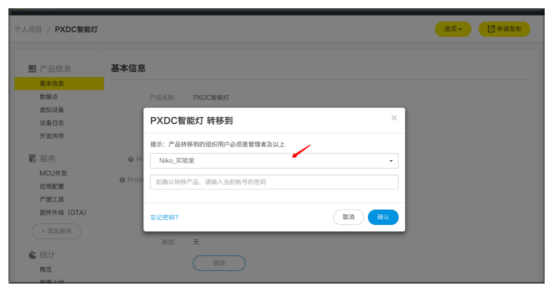 个人项目 / PXDC智能灯
选项
申请发布
产品信息
基本信息
数据点
虚拟设备
设备日志
开发向导
服务
MCU开发
应用配置
产测工具
固件升级（OTA）
+ 添加服务
统计
概览
基本信息
产品名称: PXDC智能灯
PXDC智能灯 转移到
×
提示：产品转移到的组织用户必须是管理者及以上
Niko_实验室
如确认转移产品，请输入当前帐号的密码
忘记密码?
取消
确认
描述: 无
修改